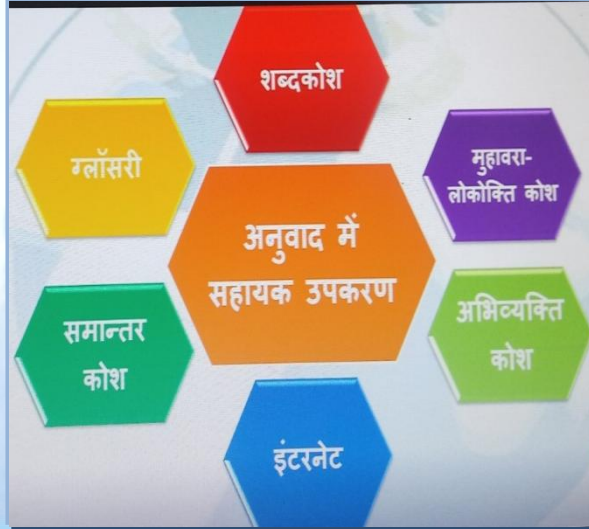 शब्दकोश
ग्लॉसरी
मुहावरा-
लोकोक्ति कोश
अनुवाद में
सहायक उपकरण
समान्तर
कोश
अभिव्यक्ति
कोश
इंटरनेट